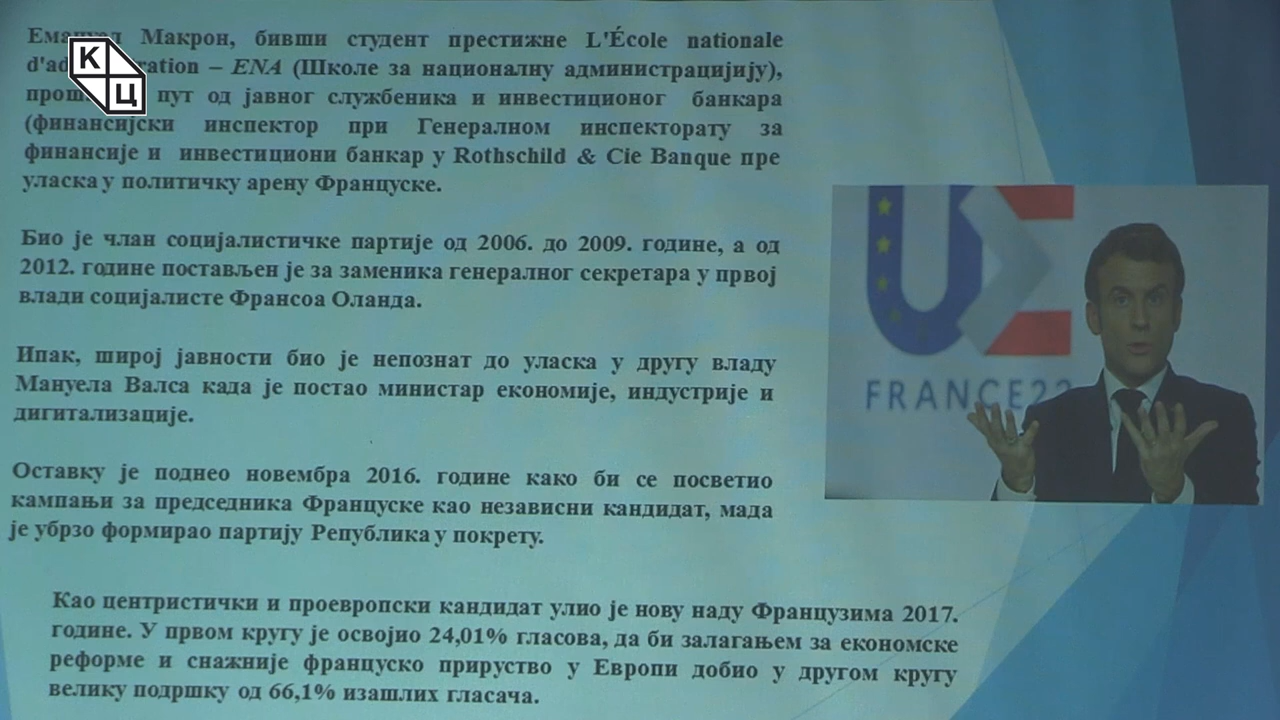 Емануел Макрон, бивши студент престижне L'École nationale
– ENA (Школе за националну администрацијију),
пут од јавног службеника и инвестиционог банкара
(финансијски инспектор при Генералном инспекторату за
финансије и инвестициони банкар у Rothschild & Cie Banque пре
уласка у политичку арену Француске.
Био је члан социјалистичке партије од 2006. до 2009. године, а од
2012. године постављен је за заменика генералног секретара у првој
влади социјалисте Франсоа Оланда.
Ипак, широј јавности био је непознат до уласка у другу владу
Мануела Валса када је постао министар економије, индустрије и
дигитализације.
Оставку је поднео новембра 2016. године како би се посветио
кампањи за председника Француске као независни кандидат, мада
је убрзо формирао партију Република у покрету.
Као центристички и проевропски кандидат улио је нову наду Французима 2017.
године. У првом кругу је освојио 24,01% гласова, да би залагањем за економске
реформе и снажније француско прируство у Европи добио у другом кругу
велику подршку од 66,1% изашлих гласача.
К
Ц
UE
FRANCE22